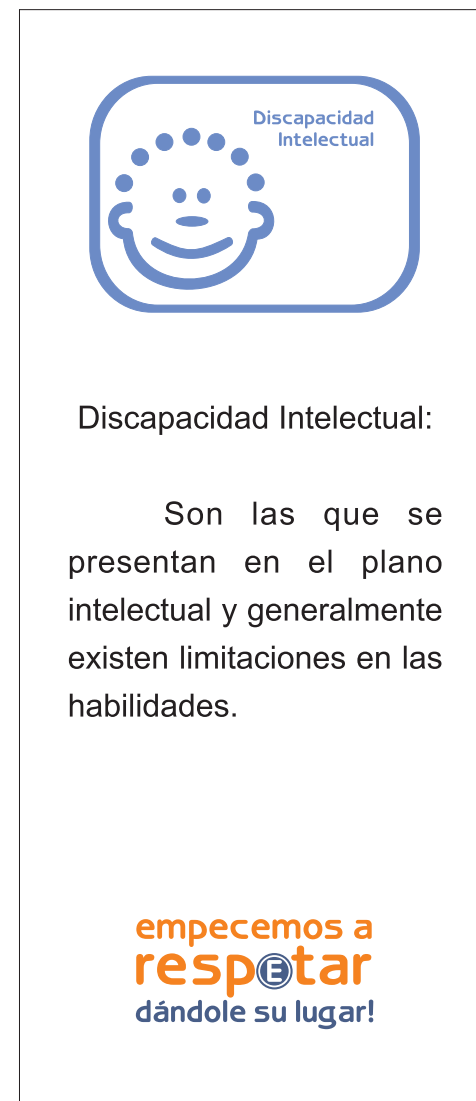 Discapacidad
Intelectual
Discapacidad Intelectual:
Son las que se
presentan en el plano
intelectual y generalmente
existen limitaciones en las
habilidades.
empecemos a
respEtar
dándole su lugar!